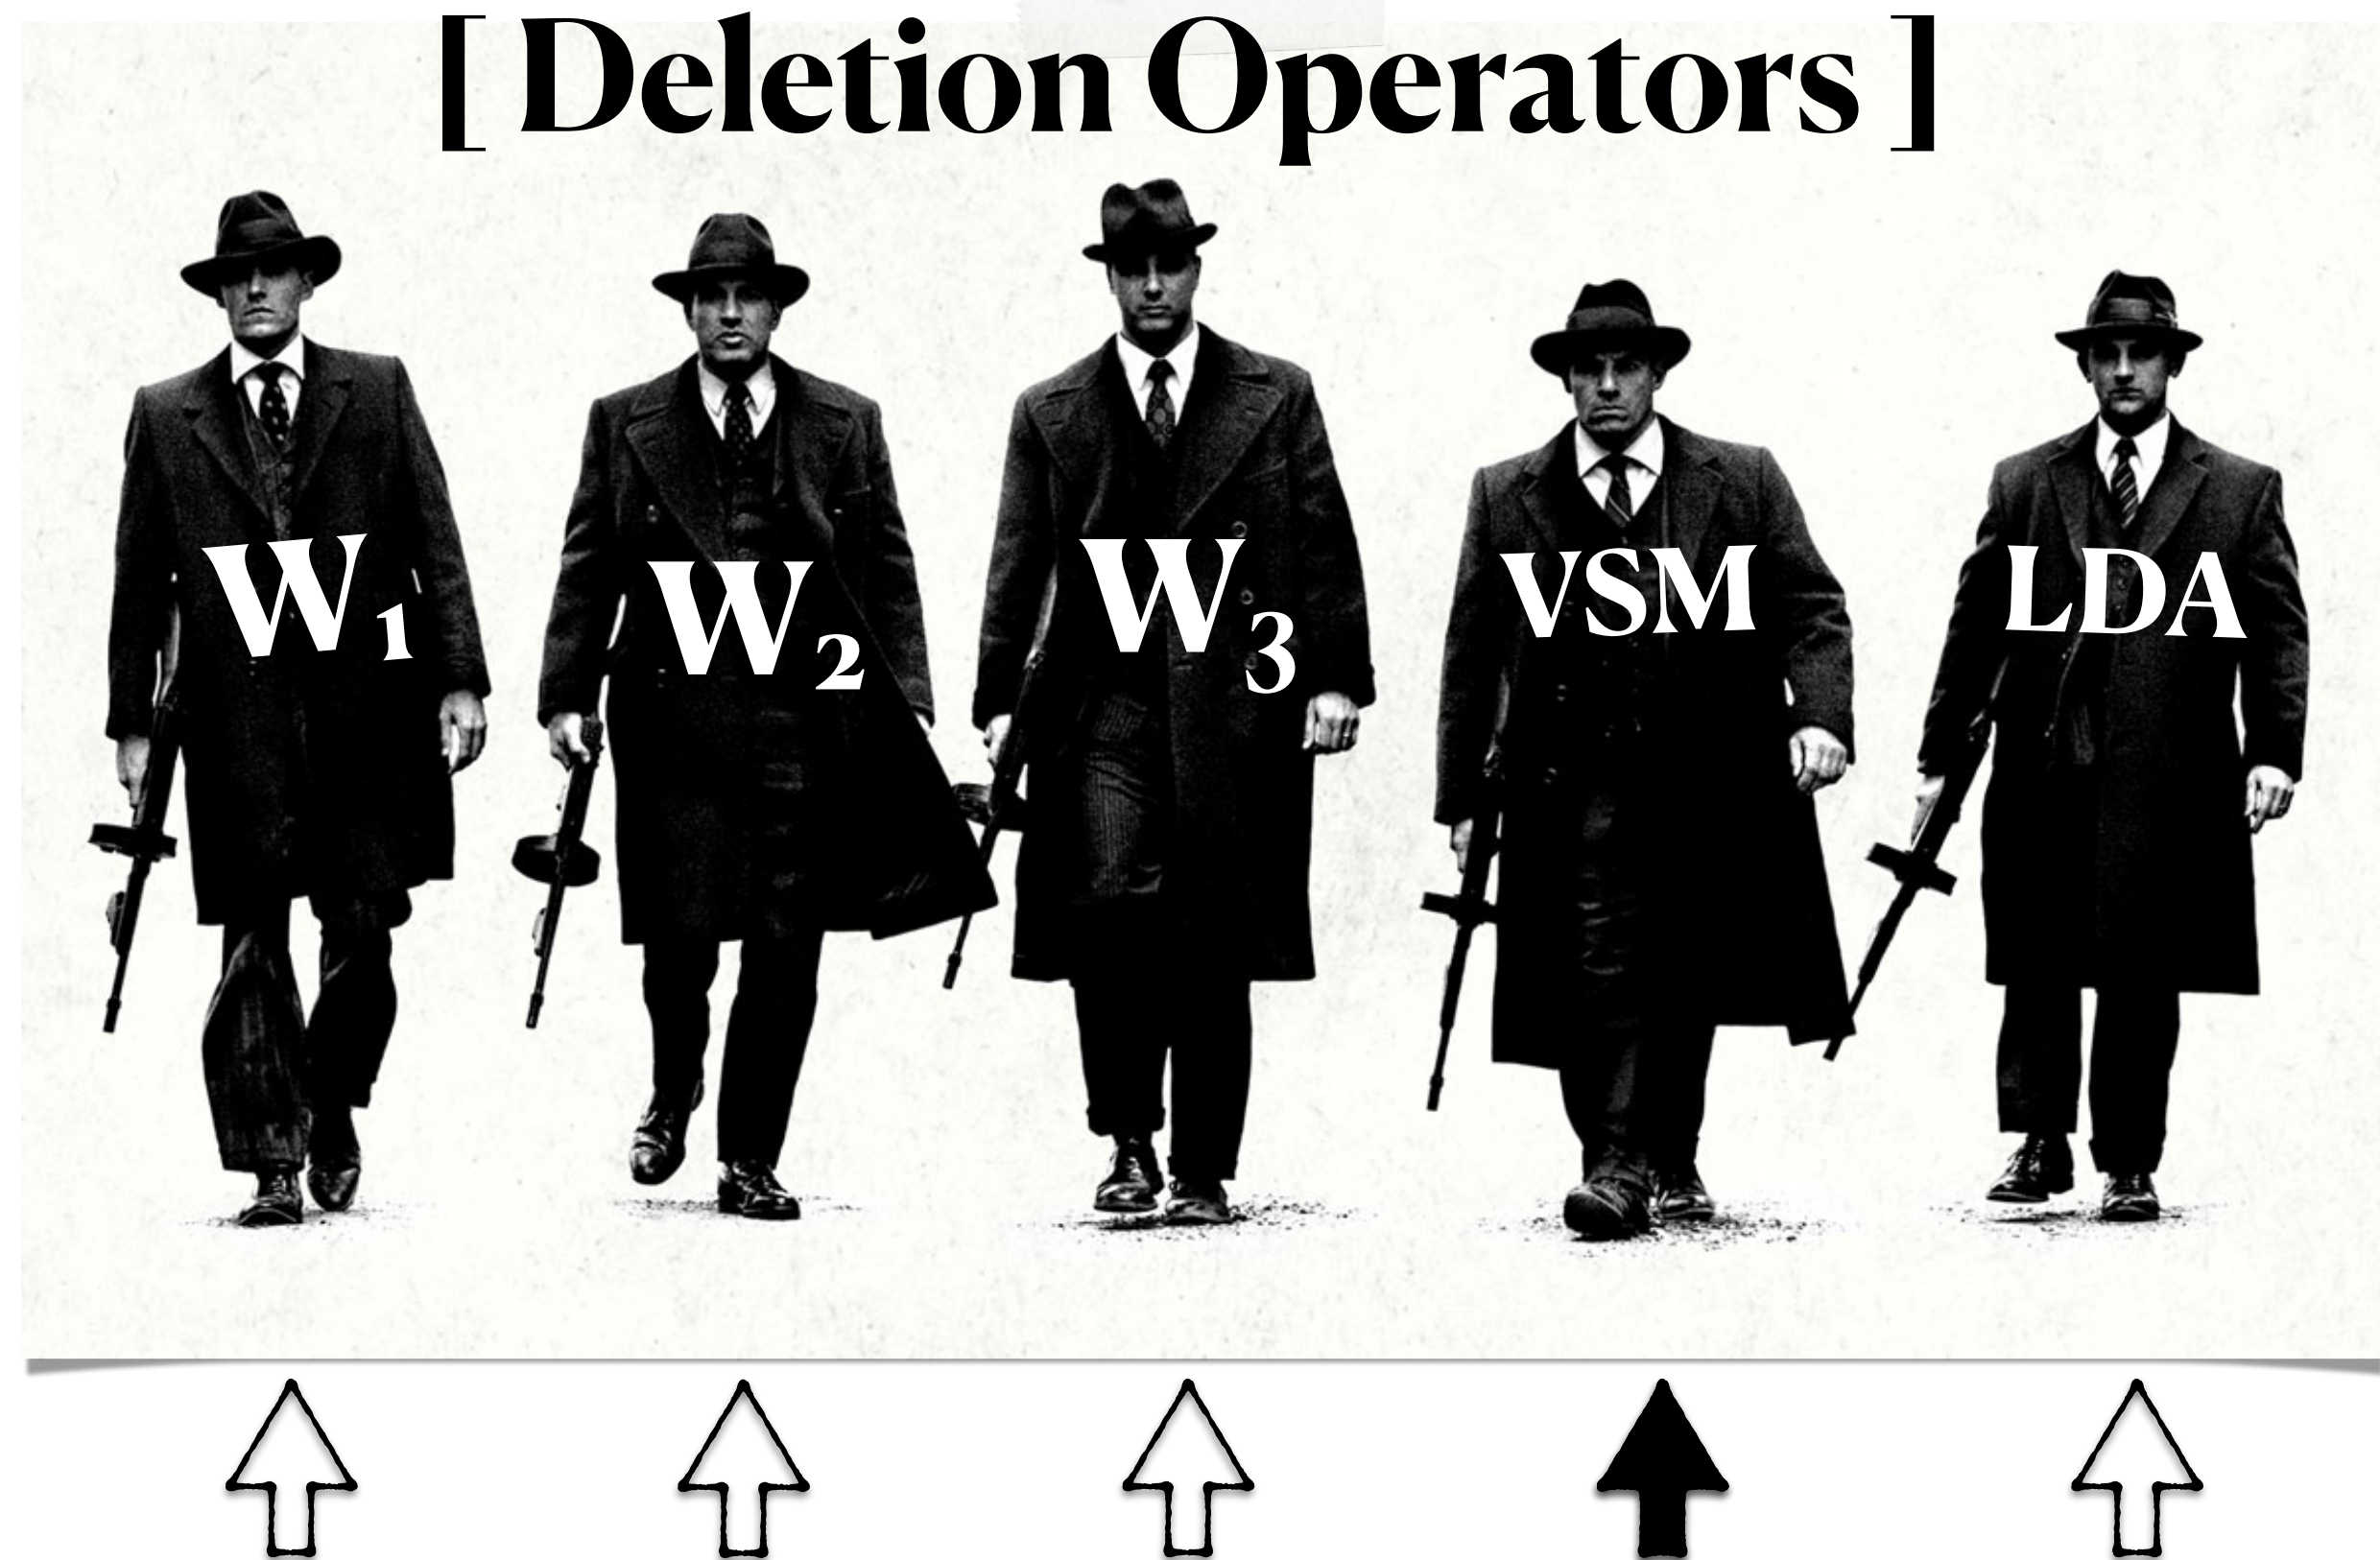 [ Deletion Operators ]
W₁ W₂ W₃ VSM LDA